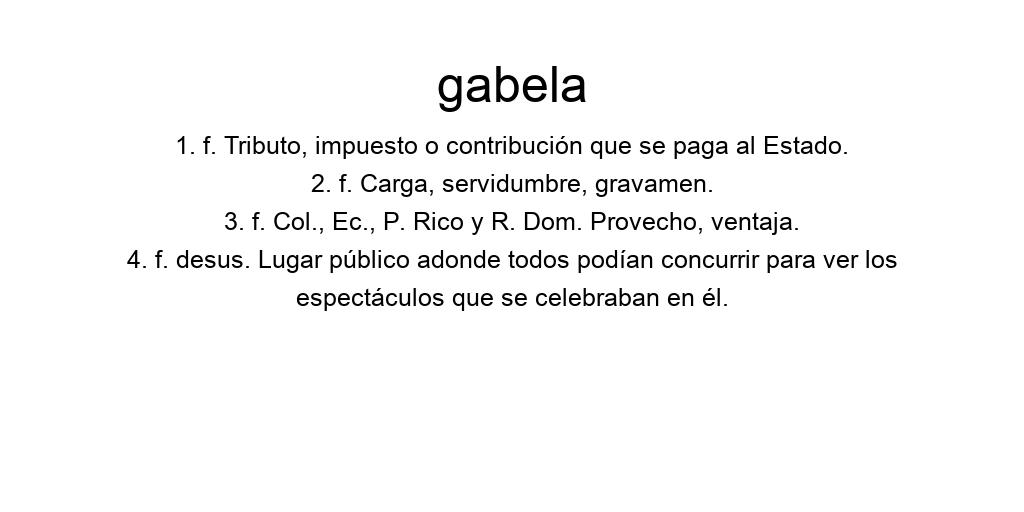 gabela
1. f. Tributo, impuesto o contribución que se paga al Estado.
2. f. Carga, servidumbre, gravamen.
3. f. Col., Ec., P. Rico y R. Dom. Provecho, ventaja.
4. f. desus. Lugar público adonde todos podían concurrir para ver los
espectáculos que se celebraban en él.